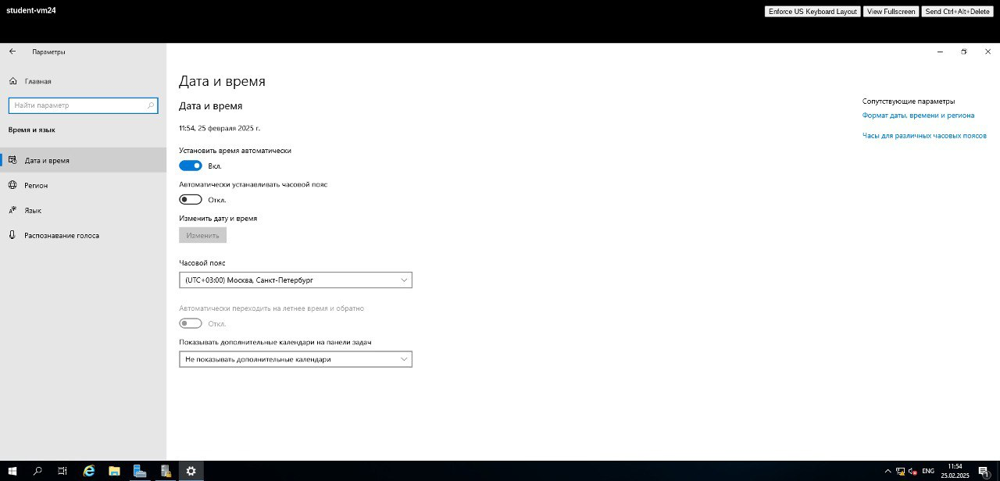 student-vm24
Enforce US Keyboard Layout
View Fullscreen
Send Ctrl+Alt+Delete
Параметры
Главная
Найти параметр
Время и язык
Дата и время
Регион
Язык
Распознавание голоса
Дата и время
Дата и время
11:54, 25 февраля 2025 г.
Установить время автоматически
Вкл.
Автоматически устанавливать часовой пояс
Откл.
Изменить дату и время
Изменить
Часовой пояс
(UTC+03:00) Москва, Санкт-Петербург
Автоматически переходить на летнее время и обратно
Откл.
Показывать дополнительные календари на панели задач
Не показывать дополнительные календари
Сопутствующие параметры
Формат даты, времени и региона
Часы для различных часовых поясов
ENG
11:54
25.02.2025
1